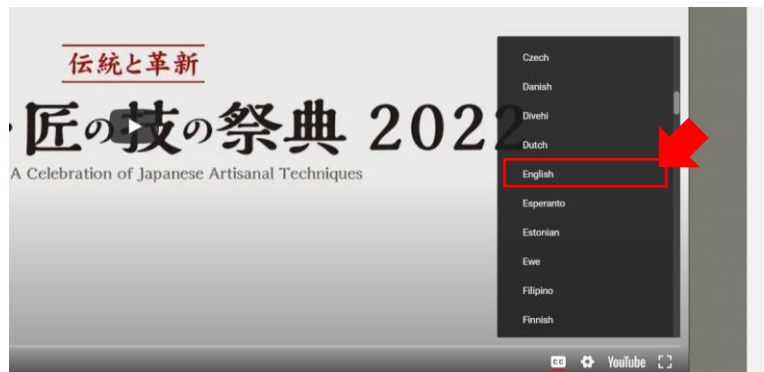 伝統と革新
・匠の技の祭典 2022
A Celebration of Japanese Artisanal Techniques
Czech
Danish
Divehi
Dutch
English
Esperanto
Estonian
Ewe
Filipino
Finnish
CC
YouTube